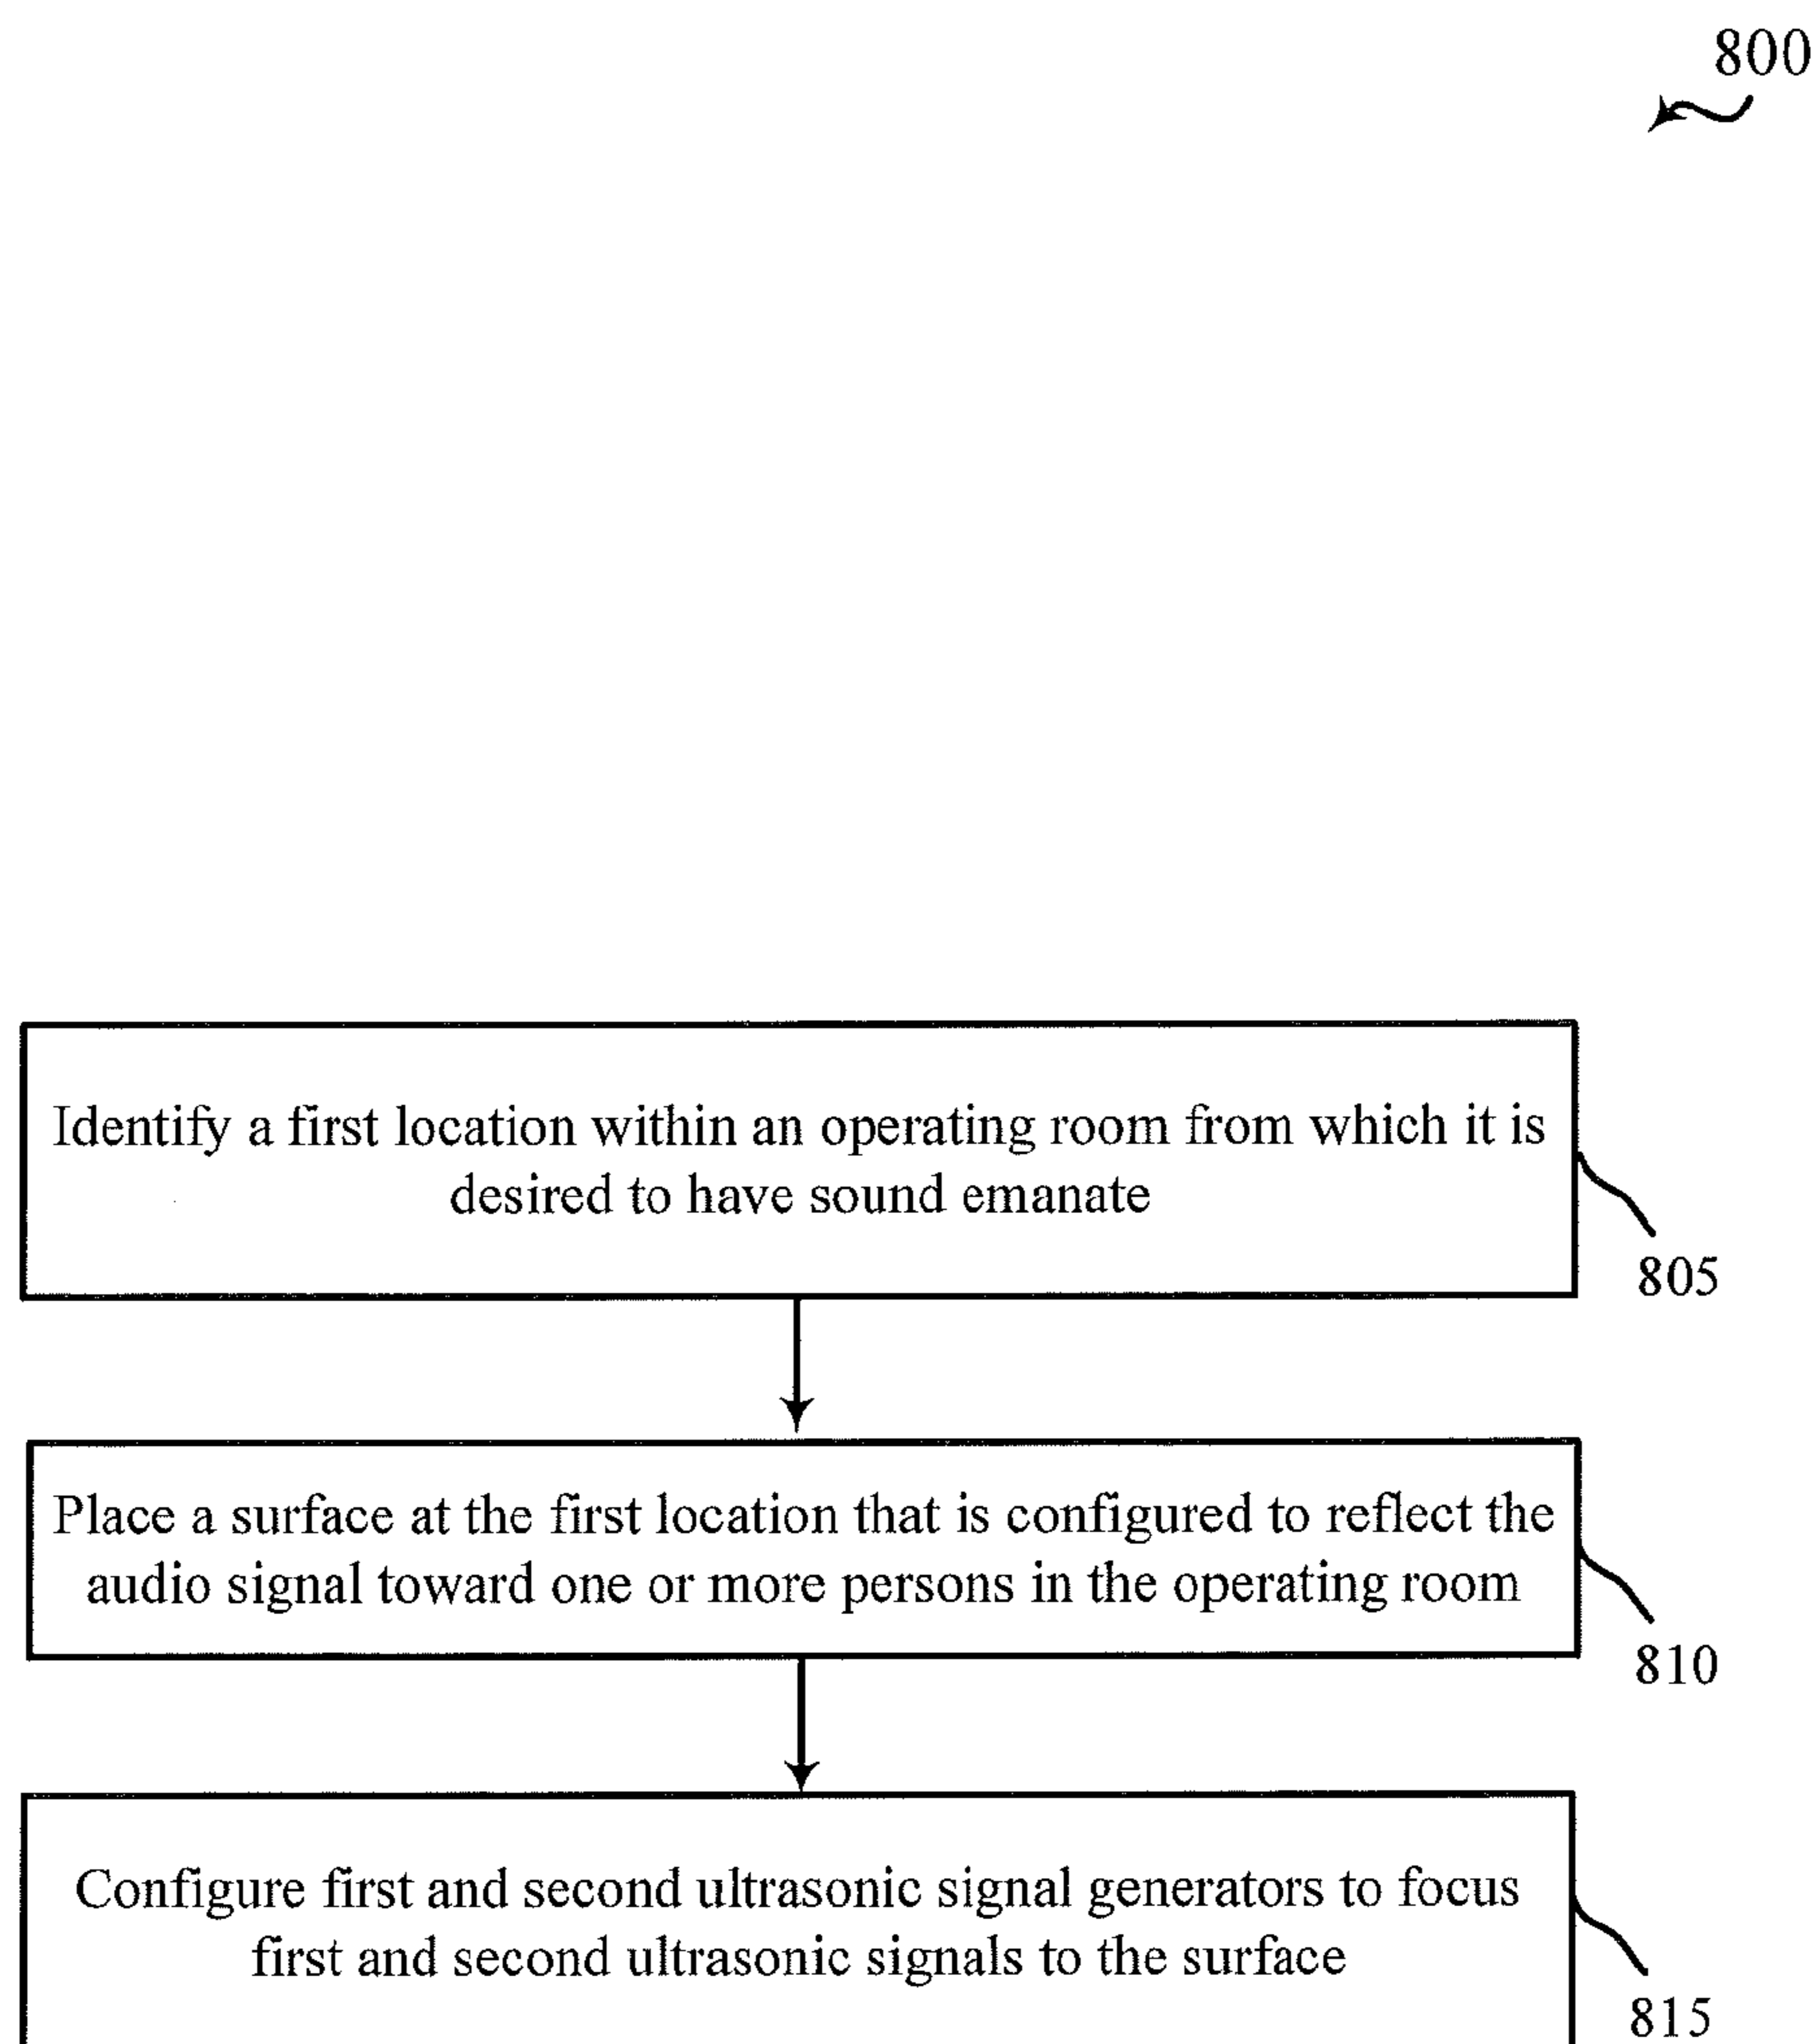 800
Identify a first location within an operating room from which it is
desired to have sound emanate
805
Place a surface at the first location that is configured to reflect the
audio signal toward one or more persons in the operating room
810
Configure first and second ultrasonic signal generators to focus
first and second ultrasonic signals to the surface
815